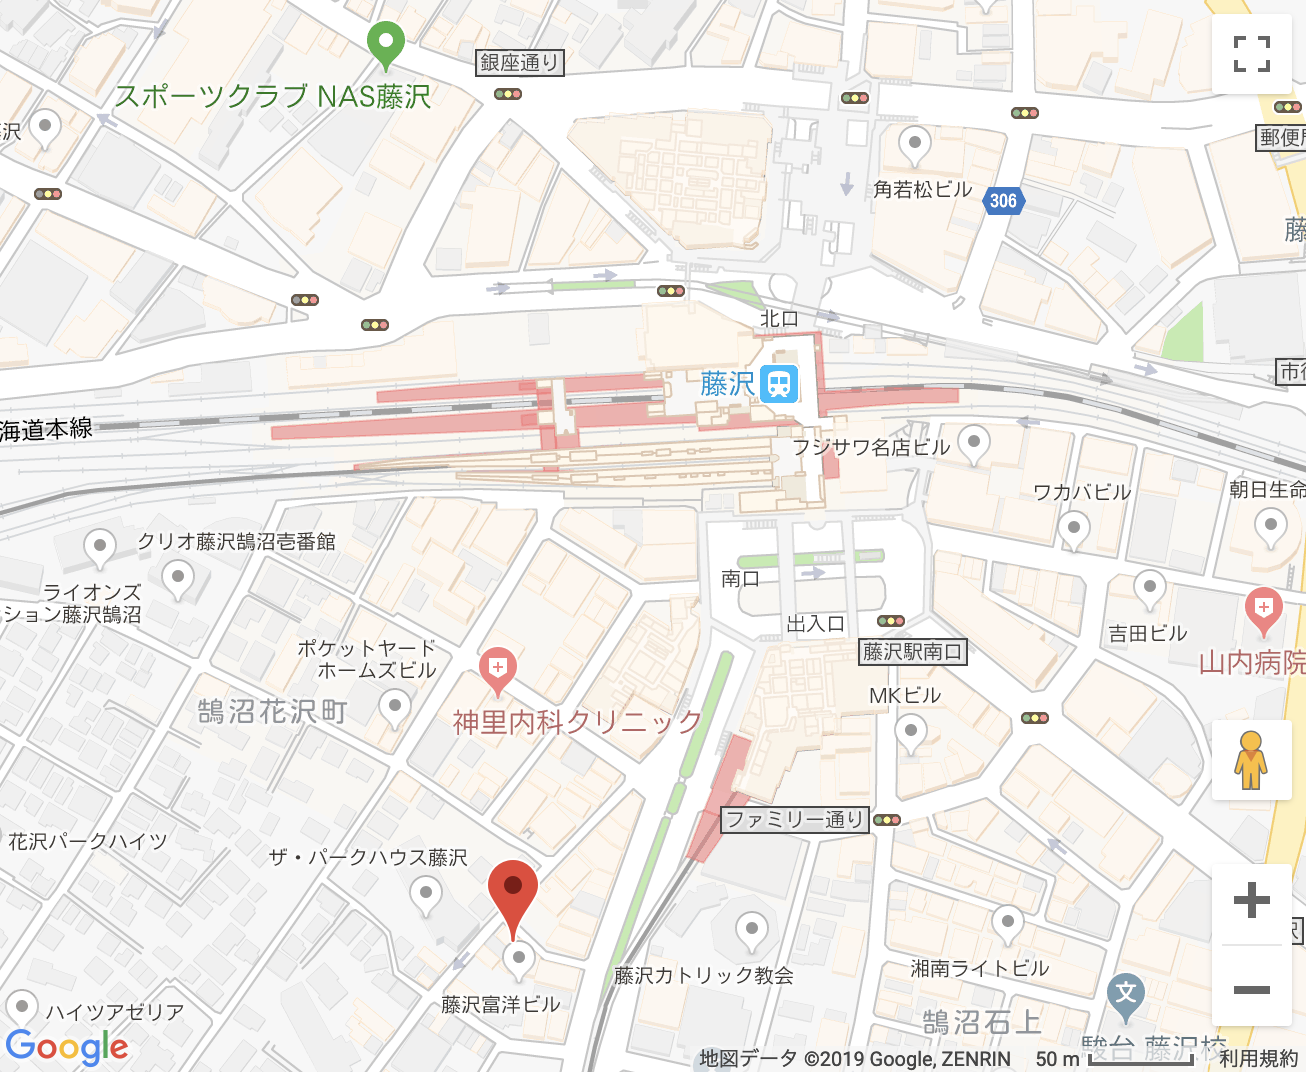 銀座通り
スポーツクラブ NAS藤沢
沢
郵便局
角若松ビル
306
藤
北口
藤沢
市役
海道本線
フジサワ名店ビル
ワカバビル
朝日生命
クリオ藤沢鵠沼壱番館
南口
ライオンズ
ション藤沢鵠沼
出入口
吉田ビル
ポケットヤード
ホームズビル
藤沢駅南口
山内病院
MKビル
鵠沼花沢町
神里内科クリニック
ファミリー通り
花沢パークハイツ
ザ・パークハウス藤沢
沢
藤沢カトリック教会
湘南ライトビル
文
藤沢富洋ビル
ハイツアゼリア
鵠沼石上
駿台 藤沢校
Google
地図データ ©2019 Google, ZENRIN
50 m
利用規約